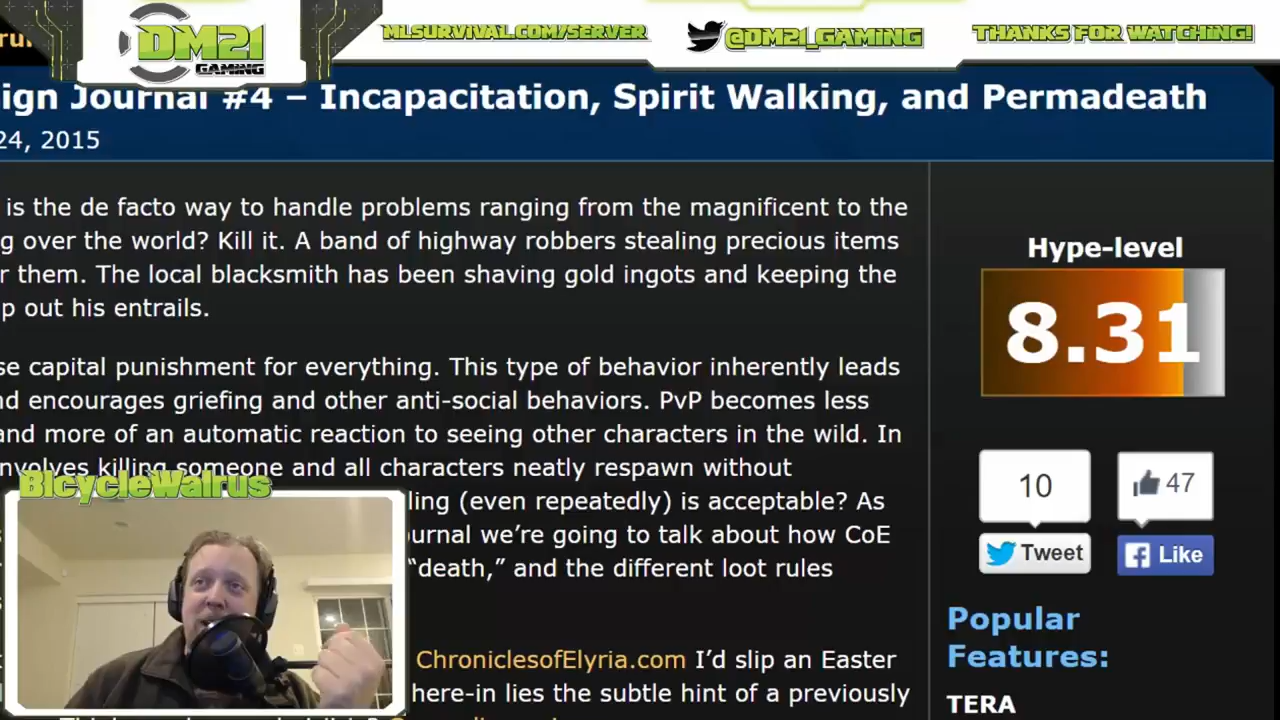 DM21
GAMING
MLSURVIVAL.COM/SERVER
@DM21_GAMING
THANKS FOR WATCHING!
ign Journal #4 – Incapacitation, Spirit Walking, and Permadeath
24, 2015
is the de facto way to handle problems ranging from the magnificent to the
g over the world? Kill it. A band of highway robbers stealing precious items
r them. The local blacksmith has been shaving gold ingots and keeping the
p out his entrails.
se capital punishment for everything. This type of behavior inherently leads
nd encourages griefing and other anti-social behaviors. PvP becomes less
and more of an automatic reaction to seeing other characters in the wild. In
involves killing someone and all characters neatly respawn without
ling (even repeatedly) is acceptable? As
ournal we're going to talk about how CoE
"death," and the different loot rules
ChroniclesofElyria.com I'd slip an Easter
here-in lies the subtle hint of a previously
BicycleWalrus
Hype-level
8.31
10
47
Tweet
Like
Popular
Features:
TERA